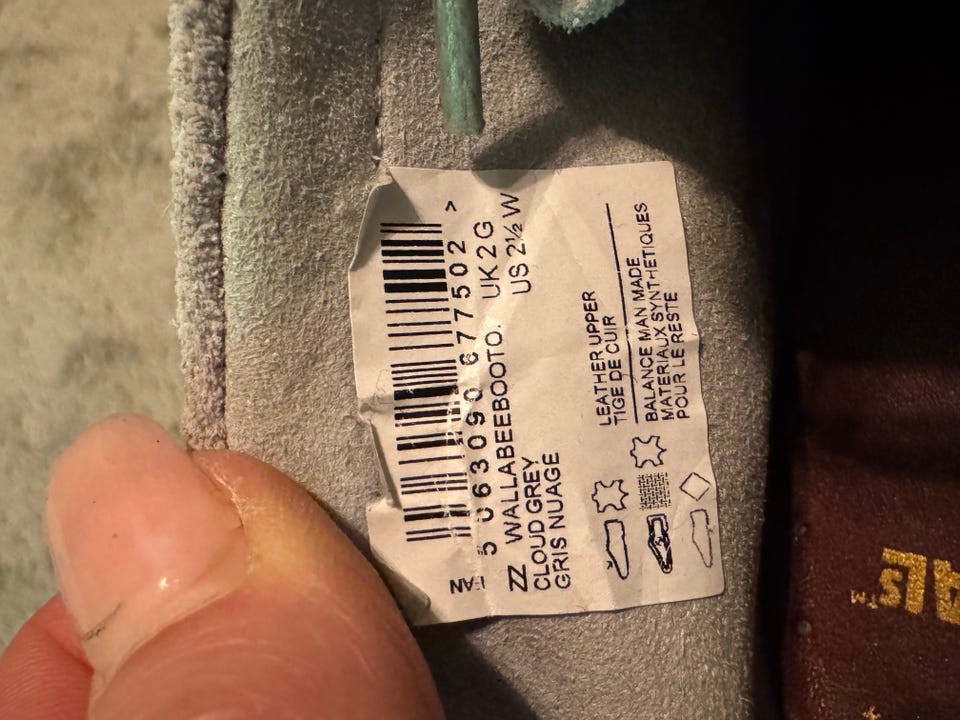 5 063090 677502 >
ZZ WALLABEEBOOTO. UK 2 G
CLOUD GREY US 2½ W
GRIS NUAGE
LEATHER UPPER
TIGE DE CUIR
BALANCE MAN MADE
MATERIAUX SYNTHETIQUES
POUR LE RESTE